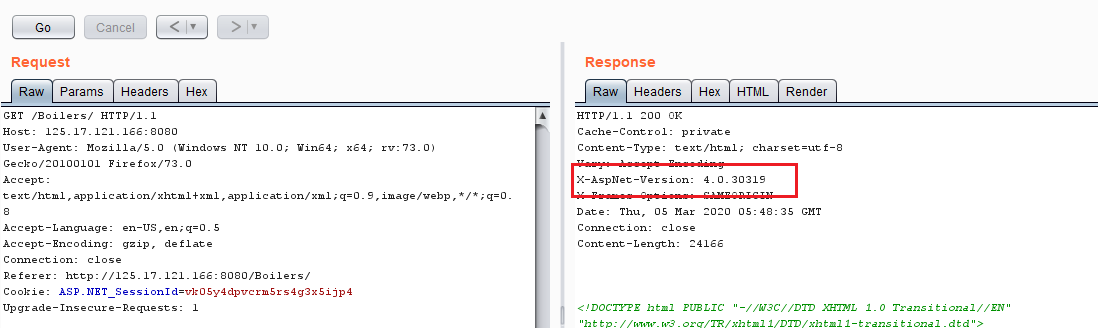 Go Cancel < >
Request
Raw Params Headers Hex
GET /Boilers/ HTTP/1.1
Host: 125.17.121.166:8080
User-Agent: Mozilla/5.0 (Windows NT 10.0; Win64; x64; rv:73.0)
Gecko/20100101 Firefox/73.0
Accept:
text/html,application/xhtml+xml,application/xml;q=0.9,image/webp,*/*;q=0.
8
Accept-Language: en-US,en;q=0.5
Accept-Encoding: gzip, deflate
Connection: close
Referer: http://125.17.121.166:8080/Boilers/
Cookie: ASP.NET_SessionId=vk05y4dpvcrm5rs4g3x5ijp4
Upgrade-Insecure-Requests: 1
Response
Raw Headers Hex HTML Render
HTTP/1.1 200 OK
Cache-Control: private
Content-Type: text/html; charset=utf-8
Vary: Accept-Encoding
X-AspNet-Version: 4.0.30319
X-Frames-Options: SAMEORIGIN
Date: Thu, 05 Mar 2020 05:48:35 GMT
Connection: close
Content-Length: 24166
<!DOCTYPE html PUBLIC "-//W3C//DTD XHTML 1.0 Transitional//EN"
"http://www.w3.org/TR/xhtml1/DTD/xhtml1-transitional.dtd">